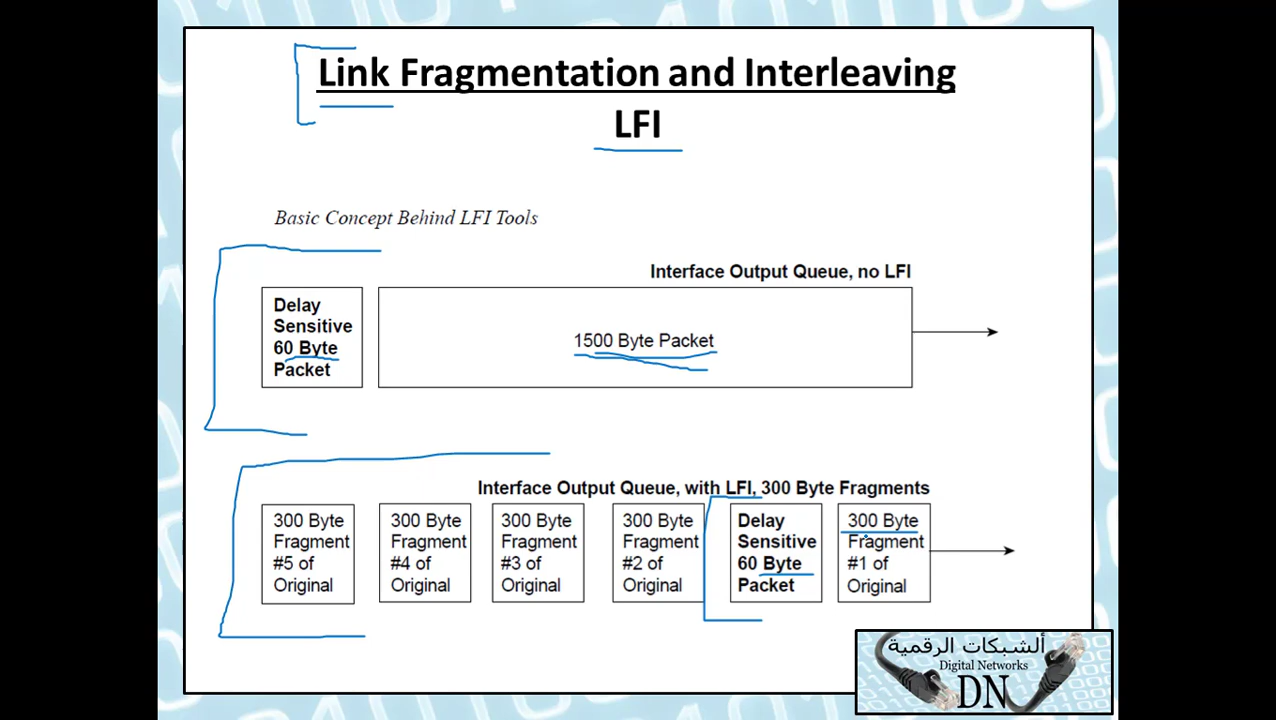 Link Fragmentation and Interleaving
LFI
Basic Concept Behind LFI Tools
Interface Output Queue, no LFI
Delay
Sensitive
60 Byte
Packet
1500 Byte Packet
Interface Output Queue, with LFI, 300 Byte Fragments
300 Byte
Fragment
#5 of
Original
300 Byte
Fragment
#4 of
Original
300 Byte
Fragment
#3 of
Original
300 Byte
Fragment
#2 of
Original
Delay
Sensitive
60 Byte
Packet
300 Byte
Fragment
#1 of
Original
ألشبكات الرقمية
Digital Networks
DN